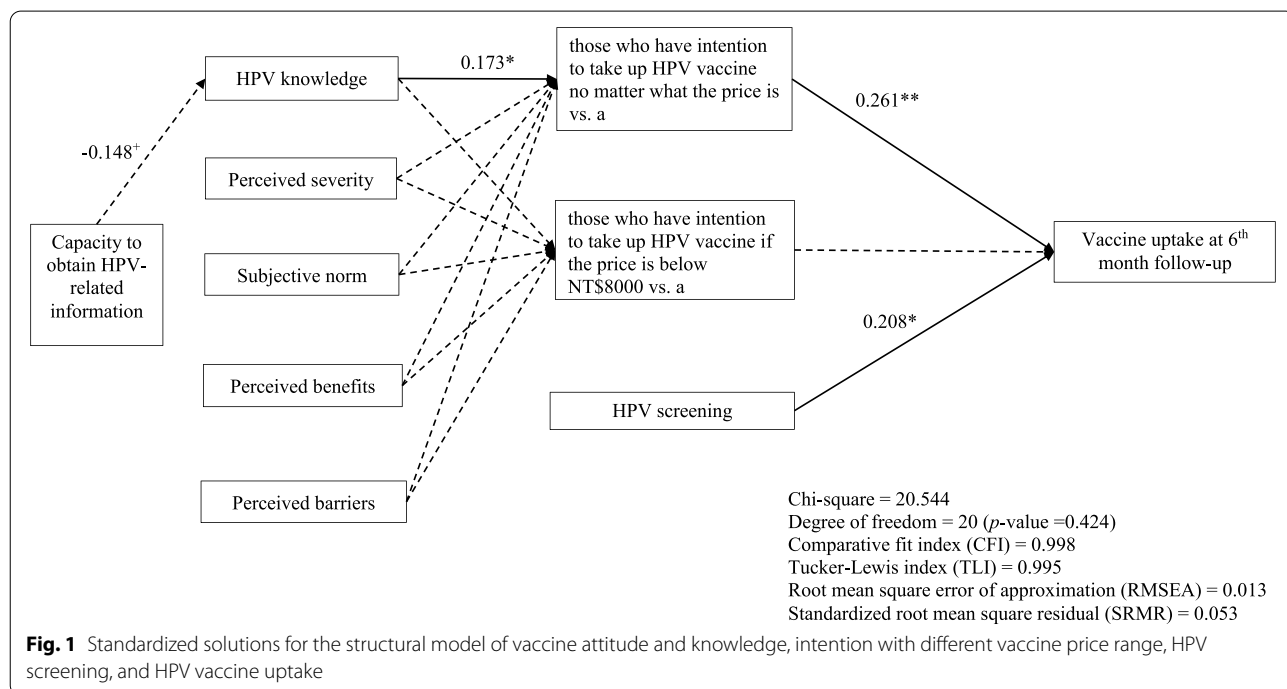 HPV knowledge
0.173*
those who have intention
to take up HPV vaccine
no matter what the price is
vs. a
0.261**
-0.148+
Perceived severity
Capacity to
obtain HPV-
related
information
Subjective norm
those who have intention
to take up HPV vaccine if
the price is below
NT$8000 vs. a
Vaccine uptake at 6th
month follow-up
0.208*
Perceived benefits
HPV screening
Perceived barriers
Chi-square = 20.544
Degree of freedom = 20 (p-value =0.424)
Comparative fit index (CFI) = 0.998
Tucker-Lewis index (TLI) = 0.995
Root mean square error of approximation (RMSEA) = 0.013
Standardized root mean square residual (SRMR) = 0.053
Fig. 1 Standardized solutions for the structural model of vaccine attitude and knowledge, intention with different vaccine price range, HPV
screening, and HPV vaccine uptake